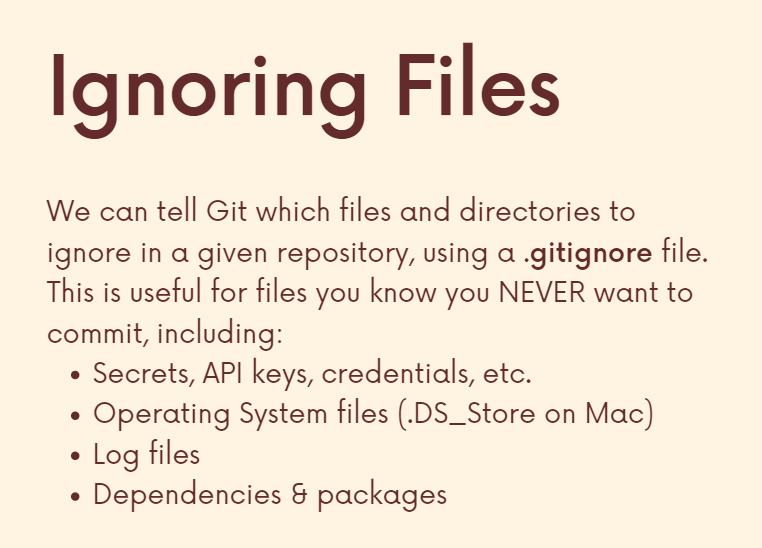 Ignoring Files
We can tell Git which files and directories to
ignore in a given repository, using a .gitignore file.
This is useful for files you know you NEVER want to
commit, including:
• Secrets, API keys, credentials, etc.
• Operating System files (.DS_Store on Mac)
• Log files
• Dependencies & packages